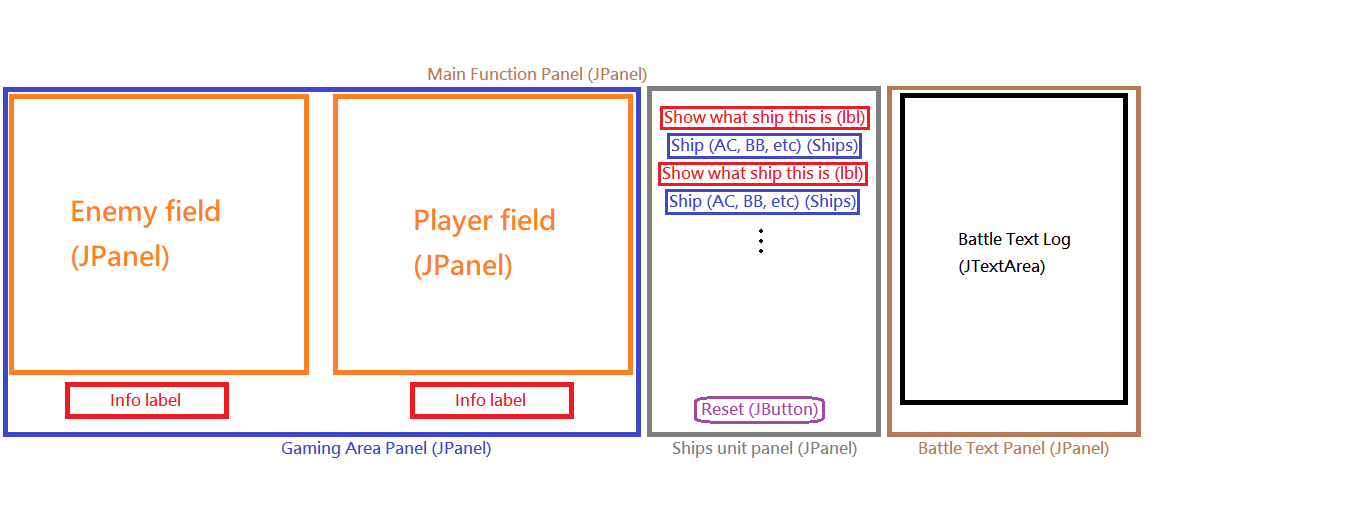 Main Function Panel (JPanel)
Enemy field
(JPanel)
Info label
Player field
(JPanel)
Info label
Gaming Area Panel (JPanel)
Show what ship this is (lbl)
Ship (AC, BB, etc) (Ships)
Show what ship this is (lbl)
Ship (AC, BB, etc) (Ships)
Reset (JButton)
Ships unit panel (JPanel)
Battle Text Log
(JTextArea)
Battle Text Panel (JPanel)